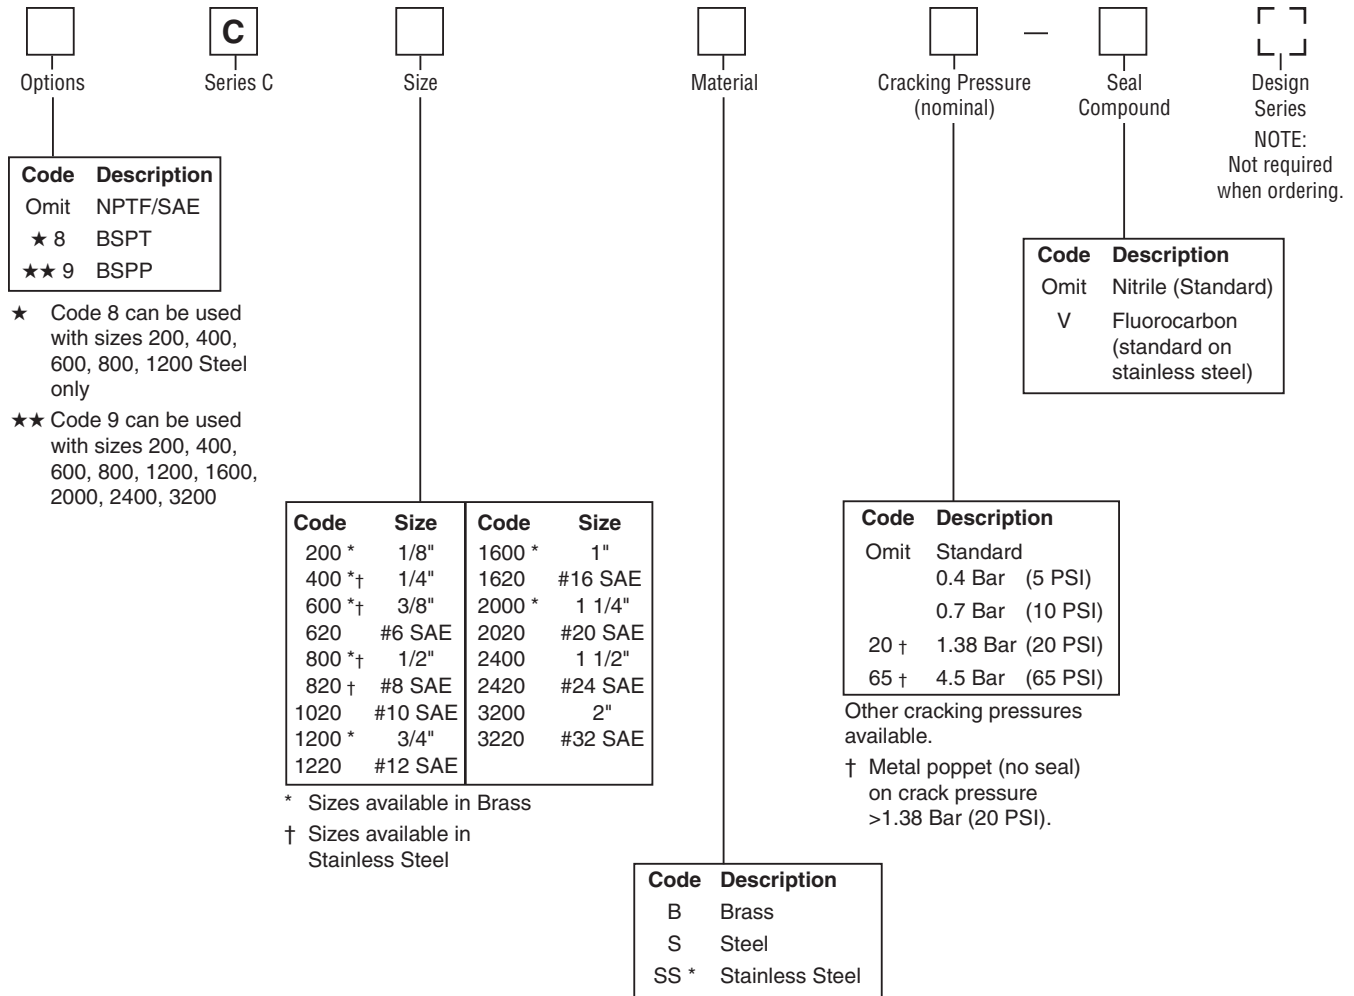 C
—
Options
Series C
Size
Material
Cracking Pressure
(nominal)
Seal
Compound
Design
Series
NOTE:
Not required
when ordering.
Code Description
Omit NPTF/SAE
★ 8 BSPT
★★ 9 BSPP
★ Code 8 can be used
with sizes 200, 400,
600, 800, 1200 Steel
only
★★ Code 9 can be used
with sizes 200, 400,
600, 800, 1200, 1600,
2000, 2400, 3200
Code Description
Omit Nitrile (Standard)
V Fluorocarbon
(standard on
stainless steel)
Code Size Code Size
200 * 1/8" 1600 * 1"
400 *† 1/4" 1620 #16 SAE
600 *† 3/8" 2000 * 1 1/4"
620 #6 SAE 2020 #20 SAE
800 *† 1/2" 2400 1 1/2"
820 † #8 SAE 2420 #24 SAE
1020 #10 SAE 3200 2"
1200 * 3/4" 3220 #32 SAE
1220 #12 SAE
* Sizes available in Brass
† Sizes available in
Stainless Steel
Code Description
Omit Standard
0.4 Bar (5 PSI)
0.7 Bar (10 PSI)
20 † 1.38 Bar (20 PSI)
65 † 4.5 Bar (65 PSI)
Other cracking pressures
available.
† Metal poppet (no seal)
on crack pressure
>1.38 Bar (20 PSI).
Code Description
B Brass
S Steel
SS * Stainless Steel